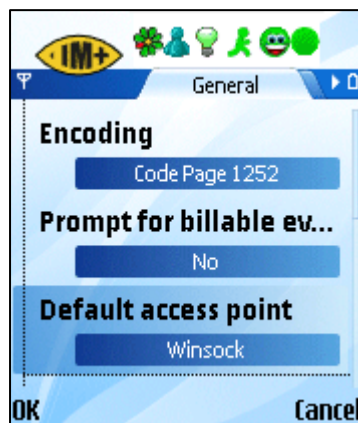 IM+
General
Encoding
Code Page 1252
Prompt for billable ev...
No
Default access point
Winsock
OK Cancel